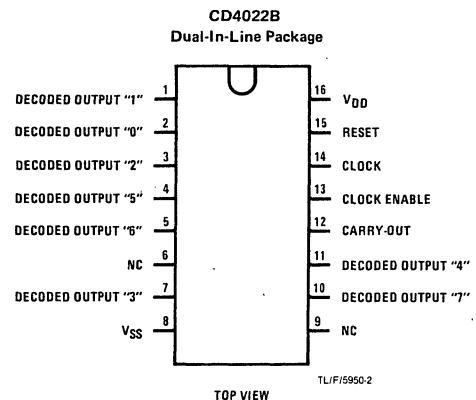 CD4022B
Dual-In-Line Package
DECODED OUTPUT "1" 1
DECODED OUTPUT "0" 2
DECODED OUTPUT "2" 3
DECODED OUTPUT "5" 4
DECODED OUTPUT "6" 5
NC 6
DECODED OUTPUT "3" 7
VSS 8
16 VDD
15 RESET
14 CLOCK
13 CLOCK ENABLE
12 CARRY-OUT
11 DECODED OUTPUT "4"
10 DECODED OUTPUT "7"
9 NC
TL/F/5950-2
TOP VIEW